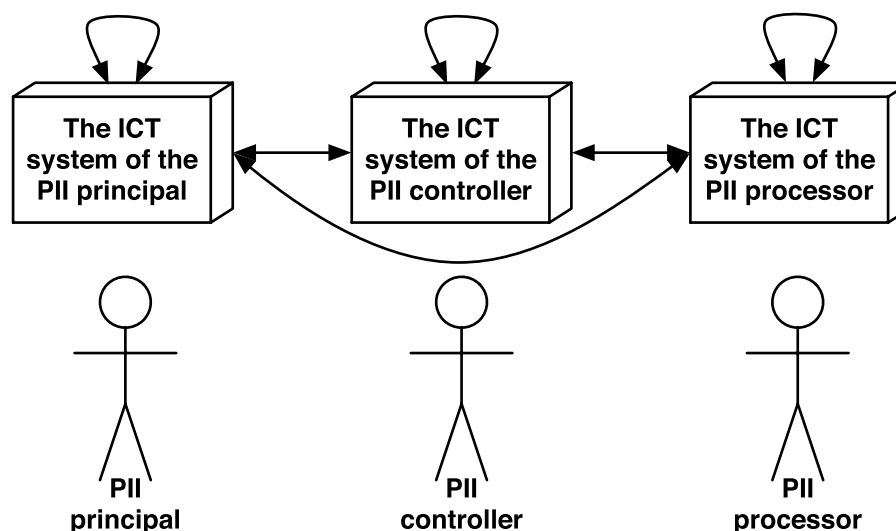 The ICT
system of the
PII principal
The ICT
system of the
PII controller
The ICT
system of the
PII processor
PII
principal
PII
controller
PII
processor